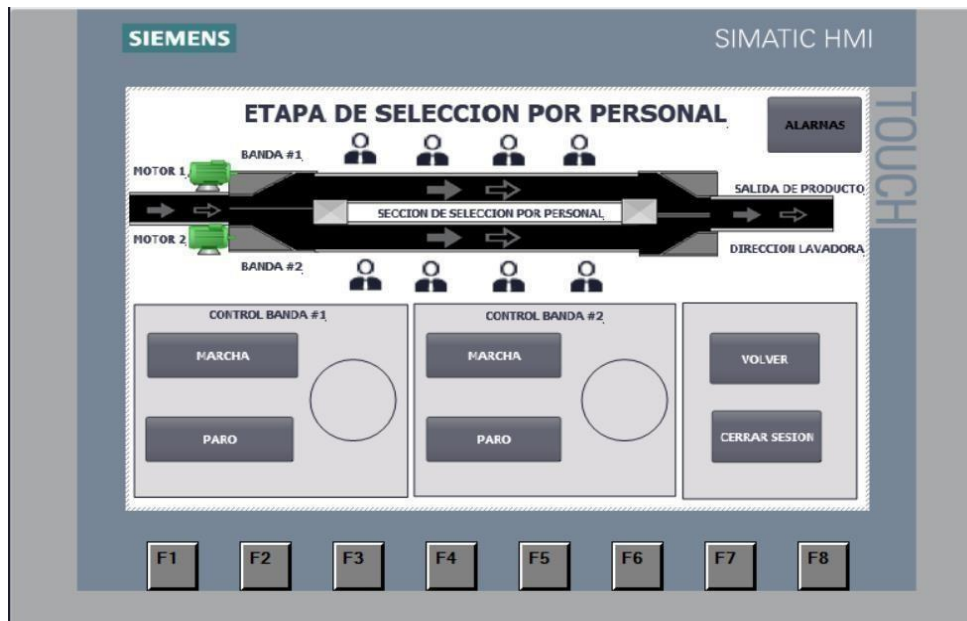 SIEMENS
SIMATIC HMI
TOUCH
ETAPA DE SELECCION POR PERSONAL
ALARNAS
BANDA #1
MOTOR 1
SALIDA DE PRODUCTO
SECCION DE SELECCION POR PERSONAL
MOTOR 2
DIRECCION LAVADORA
BANDA #2
CONTROL BANDA #1
MARCHA
PARO
CONTROL BANDA #2
MARCHA
PARO
VOLVER
CERRAR SESION
F1 F2 F3 F4 F5 F6 F7 F8